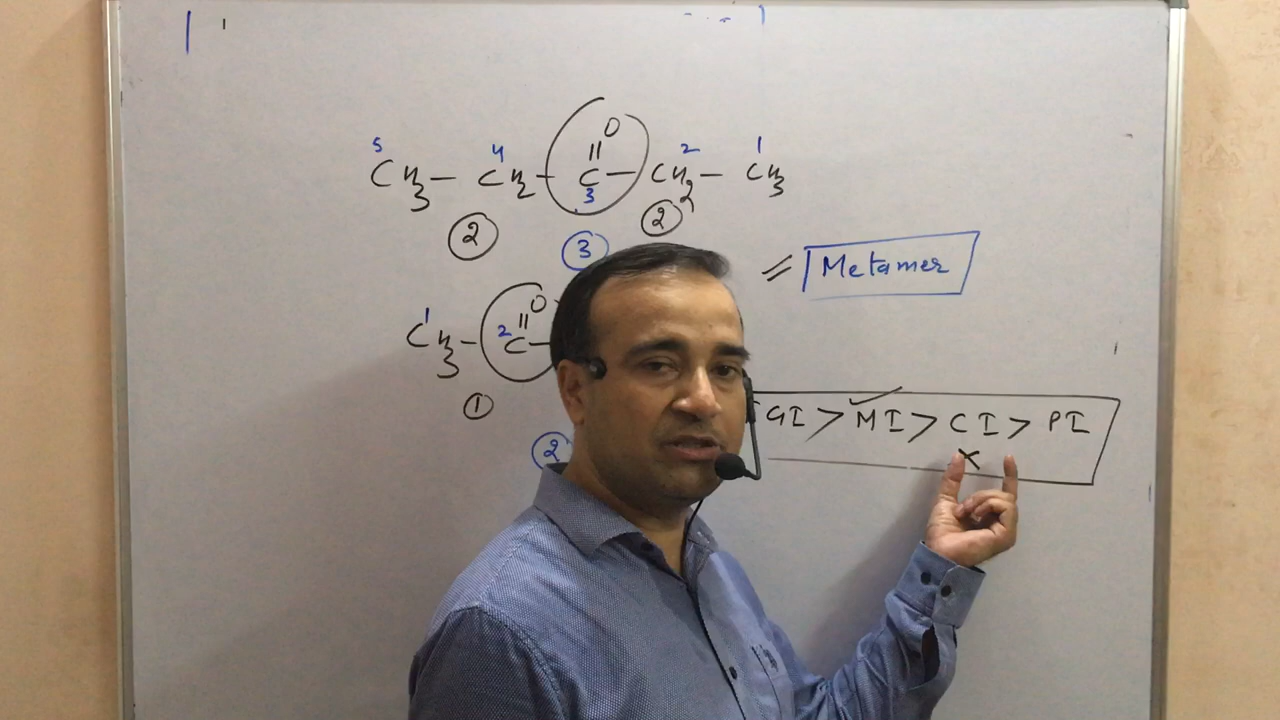 5 4 O 2 1
CH3 – CH2 – C – CH2 – CH3
3
2 2
3
= Metamer
1 O
CH3 – 2 C –
1
GI > MI > CI > PI
×
2